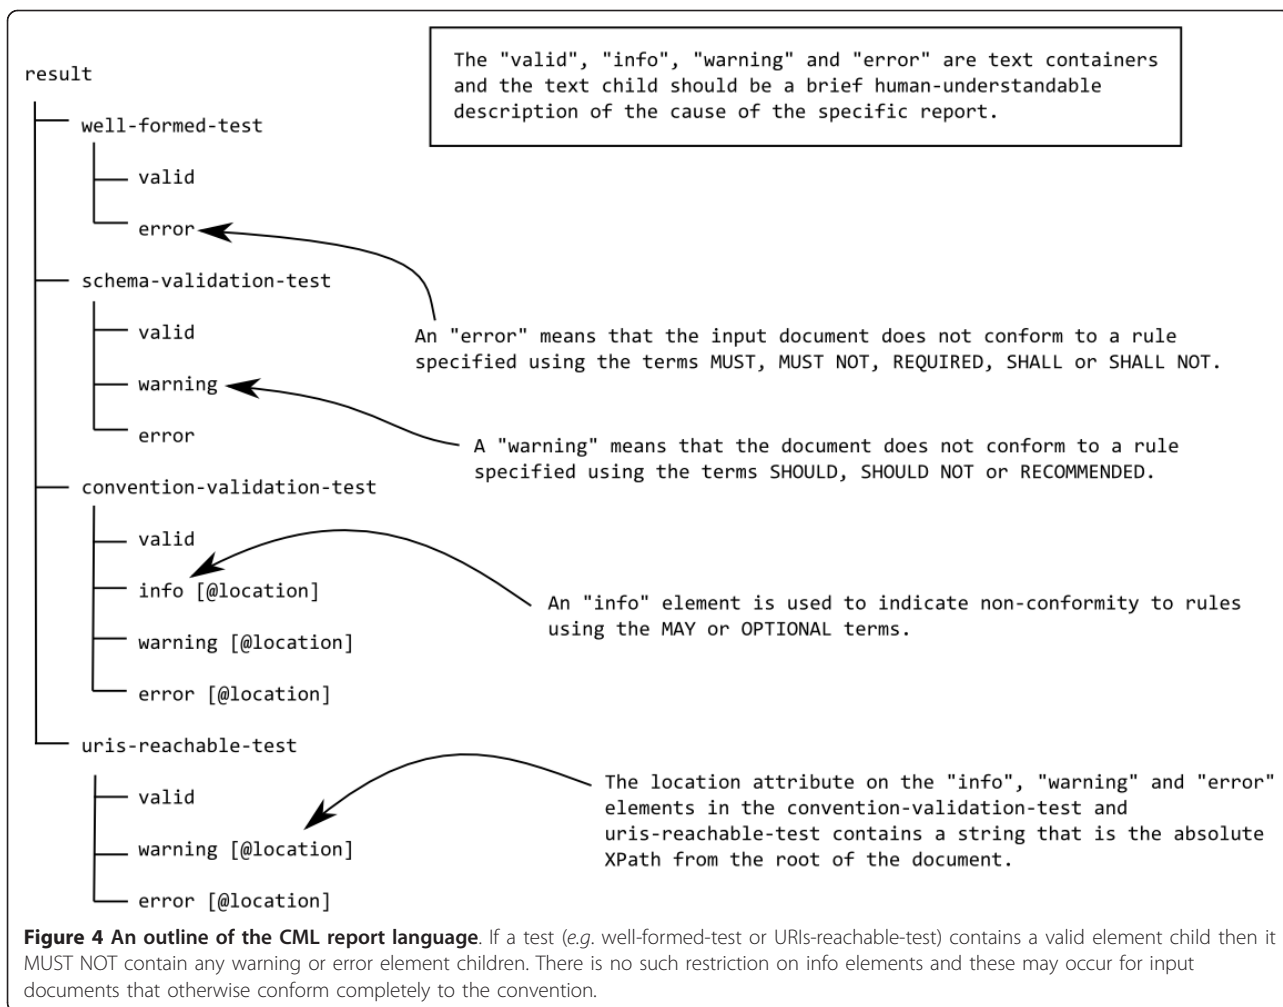 The "valid", "info", "warning" and "error" are text containers
and the text child should be a brief human-understandable
description of the cause of the specific report.
result
well-formed-test
valid
error
schema-validation-test
valid
An "error" means that the input document does not conform to a rule
specified using the terms MUST, MUST NOT, REQUIRED, SHALL or SHALL NOT.
warning
error
A "warning" means that the document does not conform to a rule
specified using the terms SHOULD, SHOULD NOT or RECOMMENDED.
convention-validation-test
valid
info [@location]
An "info" element is used to indicate non-conformity to rules
using the MAY or OPTIONAL terms.
warning [@location]
error [@location]
uris-reachable-test
valid
The location attribute on the "info", "warning" and "error"
elements in the convention-validation-test and
uris-reachable-test contains a string that is the absolute
XPath from the root of the document.
warning [@location]
error [@location]
Figure 4 An outline of the CML report language. If a test (e.g. well-formed-test or URIs-reachable-test) contains a valid element child then it
MUST NOT contain any warning or error element children. There is no such restriction on info elements and these may occur for input
documents that otherwise conform completely to the convention.